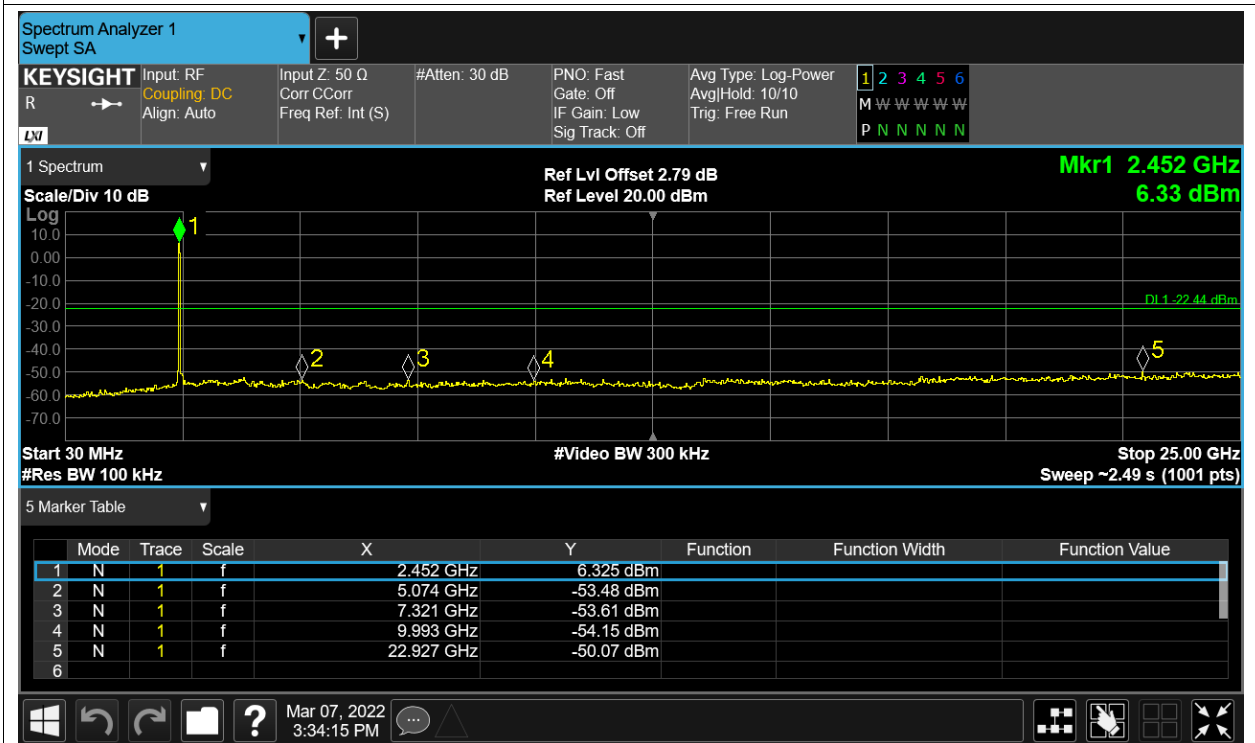 Spectrum Analyzer 1
Swept SA
+
KEYSIGHT
R
LXI
Input: RF
Coupling: DC
Align: Auto
Input Z: 50 Ω
Corr CCorr
Freq Ref: Int (S)
#Atten: 30 dB
PNO: Fast
Gate: Off
IF Gain: Low
Sig Track: Off
Avg Type: Log-Power
Avg|Hold: 10/10
Trig: Free Run
1 2 3 4 5 6
M W W W W W
P N N N N N
1 Spectrum
Scale/Div 10 dB
Ref Lvl Offset 2.79 dB
Ref Level 20.00 dBm
Mkr1 2.452 GHz
6.33 dBm
Log
10.0
0.00
-10.0
-20.0
-30.0
-40.0
-50.0
-60.0
-70.0
1
2
3
4
5
DL1 -22.44 dBm
Start 30 MHz
#Video BW 300 kHz
Stop 25.00 GHz
#Res BW 100 kHz
Sweep ~2.49 s (1001 pts)
5 Marker Table
Mode Trace Scale X Y Function Function Width Function Value
1 N 1 f 2.452 GHz 6.325 dBm
2 N 1 f 5.074 GHz -53.48 dBm
3 N 1 f 7.321 GHz -53.61 dBm
4 N 1 f 9.993 GHz -54.15 dBm
5 N 1 f 22.927 GHz -50.07 dBm
6
?
Mar 07, 2022
3:34:15 PM